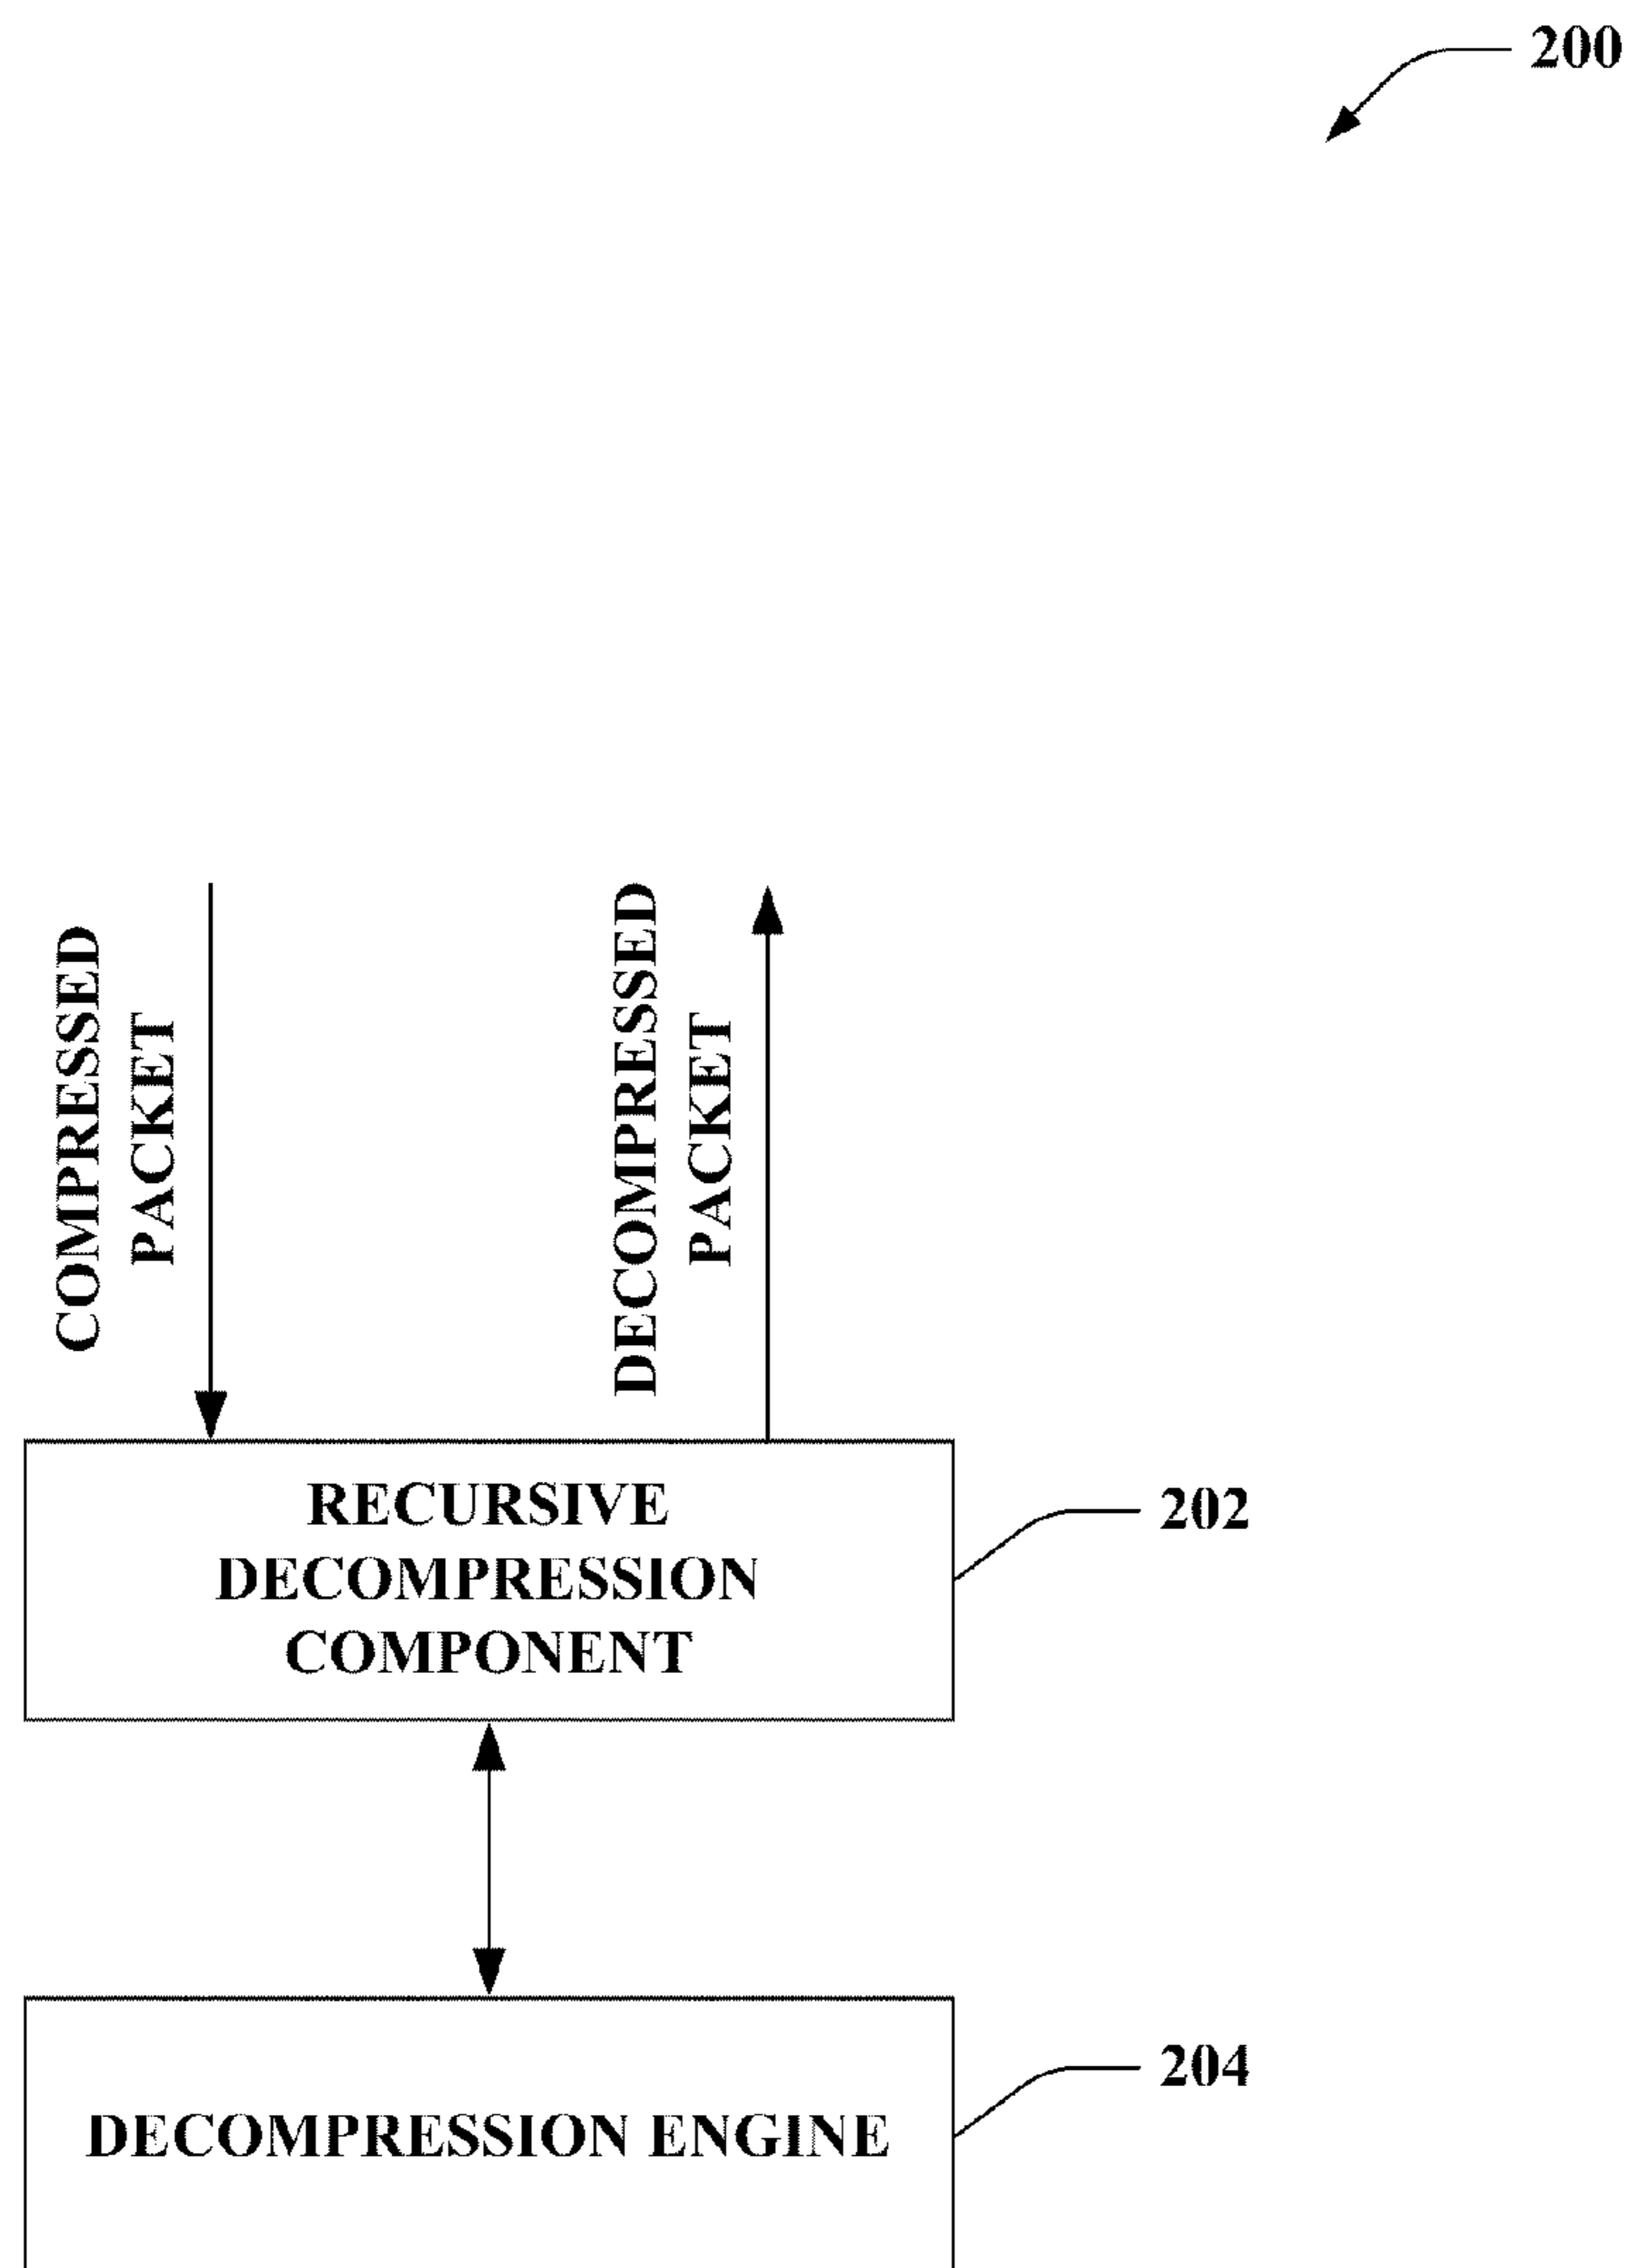 200
COMPRESSED
PACKET
DECOMPRESSED
PACKET
RECURSIVE
DECOMPRESSION
COMPONENT
202
204
DECOMPRESSION ENGINE